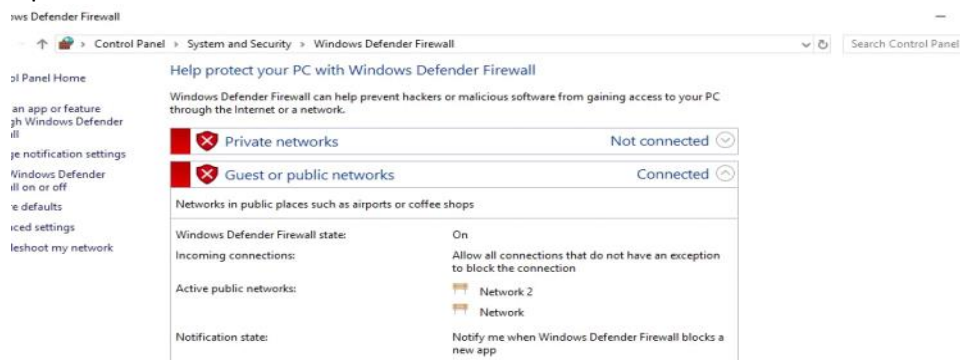 ows Defender Firewall
Control Panel › System and Security › Windows Defender Firewall
Search Control Panel
ol Panel Home
an app or feature
gh Windows Defender
all
ge notification settings
Windows Defender
all on or off
e defaults
nced settings
leshoot my network
Help protect your PC with Windows Defender Firewall
Windows Defender Firewall can help prevent hackers or malicious software from gaining access to your PC
through the Internet or a network.
Private networks Not connected
Guest or public networks Connected
Networks in public places such as airports or coffee shops
Windows Defender Firewall state: On
Incoming connections: Allow all connections that do not have an exception
to block the connection
Active public networks: Network 2
Network
Notification state: Notify me when Windows Defender Firewall blocks a
new app